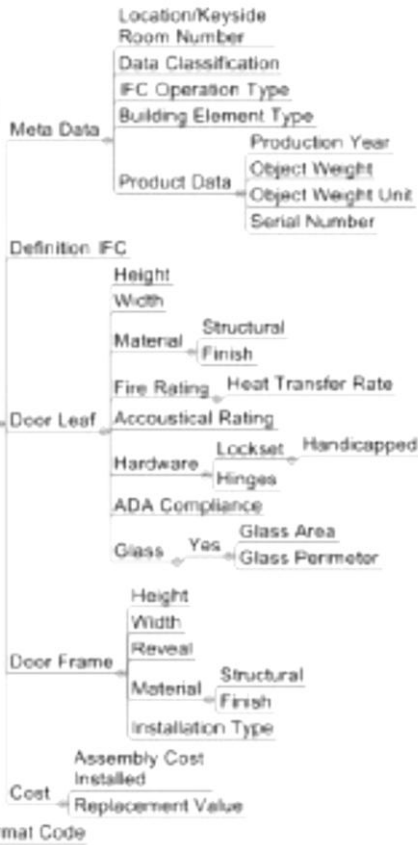 Location/Keyside
Room Number
Data Classification
IFC Operation Type
Building Element Type
Meta Data
Production Year
Object Weight
Product Data
Object Weight Unit
Serial Number
Definition IFC
Height
Width
Structural
Material
Finish
Fire Rating
Heat Transfer Rate
Door Leaf
Accoustical Rating
Lockset
Handicapped
Hardware
Hinges
ADA Compliance
Glass Area
Glass
Yes
Glass Perimeter
Height
Width
Reveal
Door Frame
Structural
Material
Finish
Installation Type
Assembly Cost
Installed
Cost
Replacement Value
mat Code